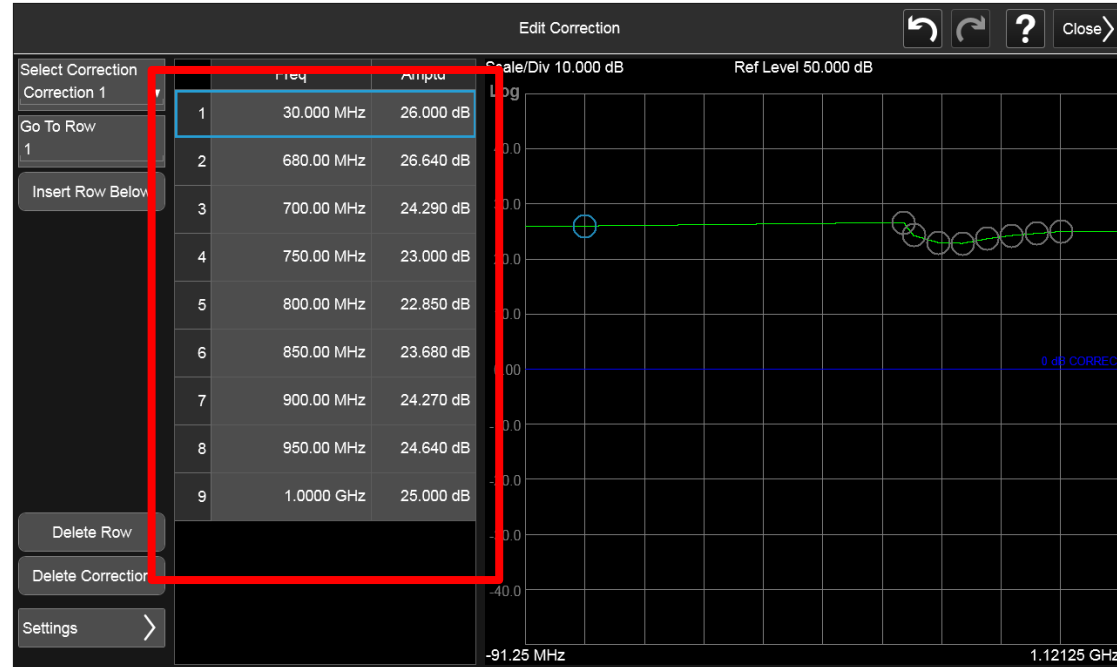 Edit Correction
?
Close
Select Correction
Correction 1
Go To Row
1
Insert Row Below
Delete Row
Delete Correction
Settings
Freq Amptd
1 30.000 MHz 26.000 dB
2 680.00 MHz 26.640 dB
3 700.00 MHz 24.290 dB
4 750.00 MHz 23.000 dB
5 800.00 MHz 22.850 dB
6 850.00 MHz 23.680 dB
7 900.00 MHz 24.270 dB
8 950.00 MHz 24.640 dB
9 1.0000 GHz 25.000 dB
Scale/Div 10.000 dB Ref Level 50.000 dB
Log
0 dB CORREC
-40.0
-91.25 MHz 1.12125 GHz